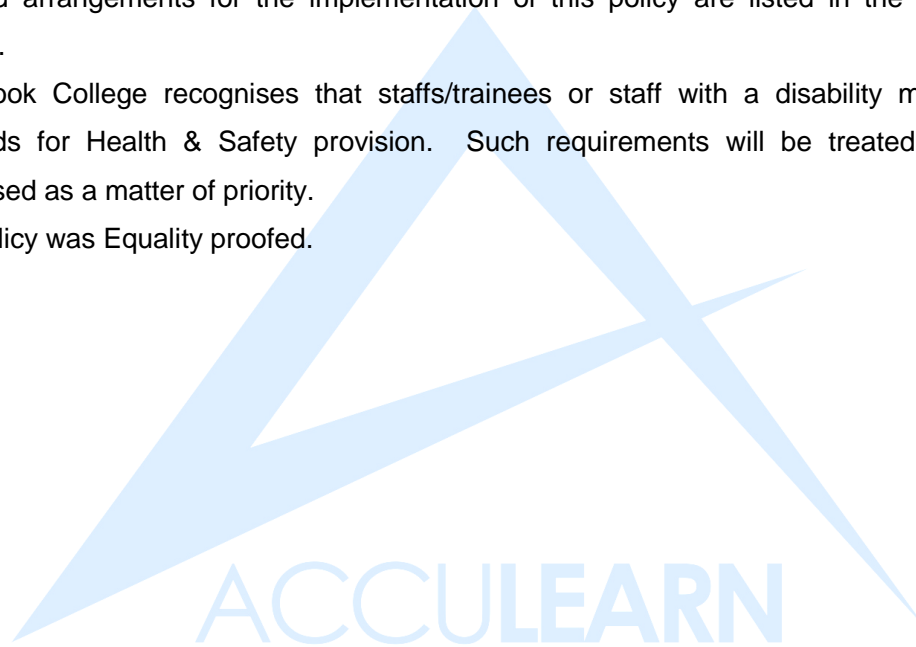 arrangements for the implementation of this policy are listed in the
.
ook College recognises that staffs/trainees or staff with a disability m
ds for Health & Safety provision. Such requirements will be treated
sed as a matter of priority.
licy was Equality proofed.
ACCULEARN